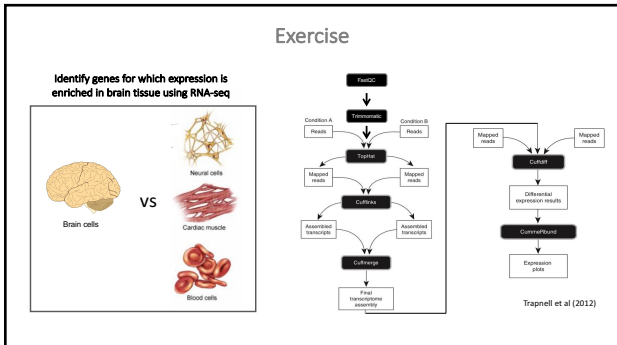 Exercise
Identify genes for which expression is
enriched in brain tissue using RNA-seq
Brain cells
VS
Neural cells
Cardiac muscle
Blood cells
FastQC
Trimmomatic
Condition A
Condition B
Reads
Reads
TopHat
Mapped
reads
Mapped
reads
Cufflinks
Assembled
transcripts
Assembled
transcripts
Cuffmerge
Final
transcriptome
assembly
Mapped
reads
Mapped
reads
Cuffdiff
Differential
expression results
CummeRbund
Expression
plots
Trapnell et al (2012)